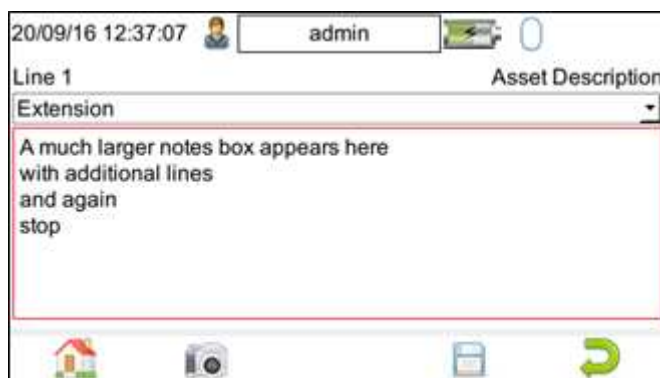 20/09/16 12:37:07 admin
Line 1 Asset Description
Extension
A much larger notes box appears here
with additional lines
and again
stop